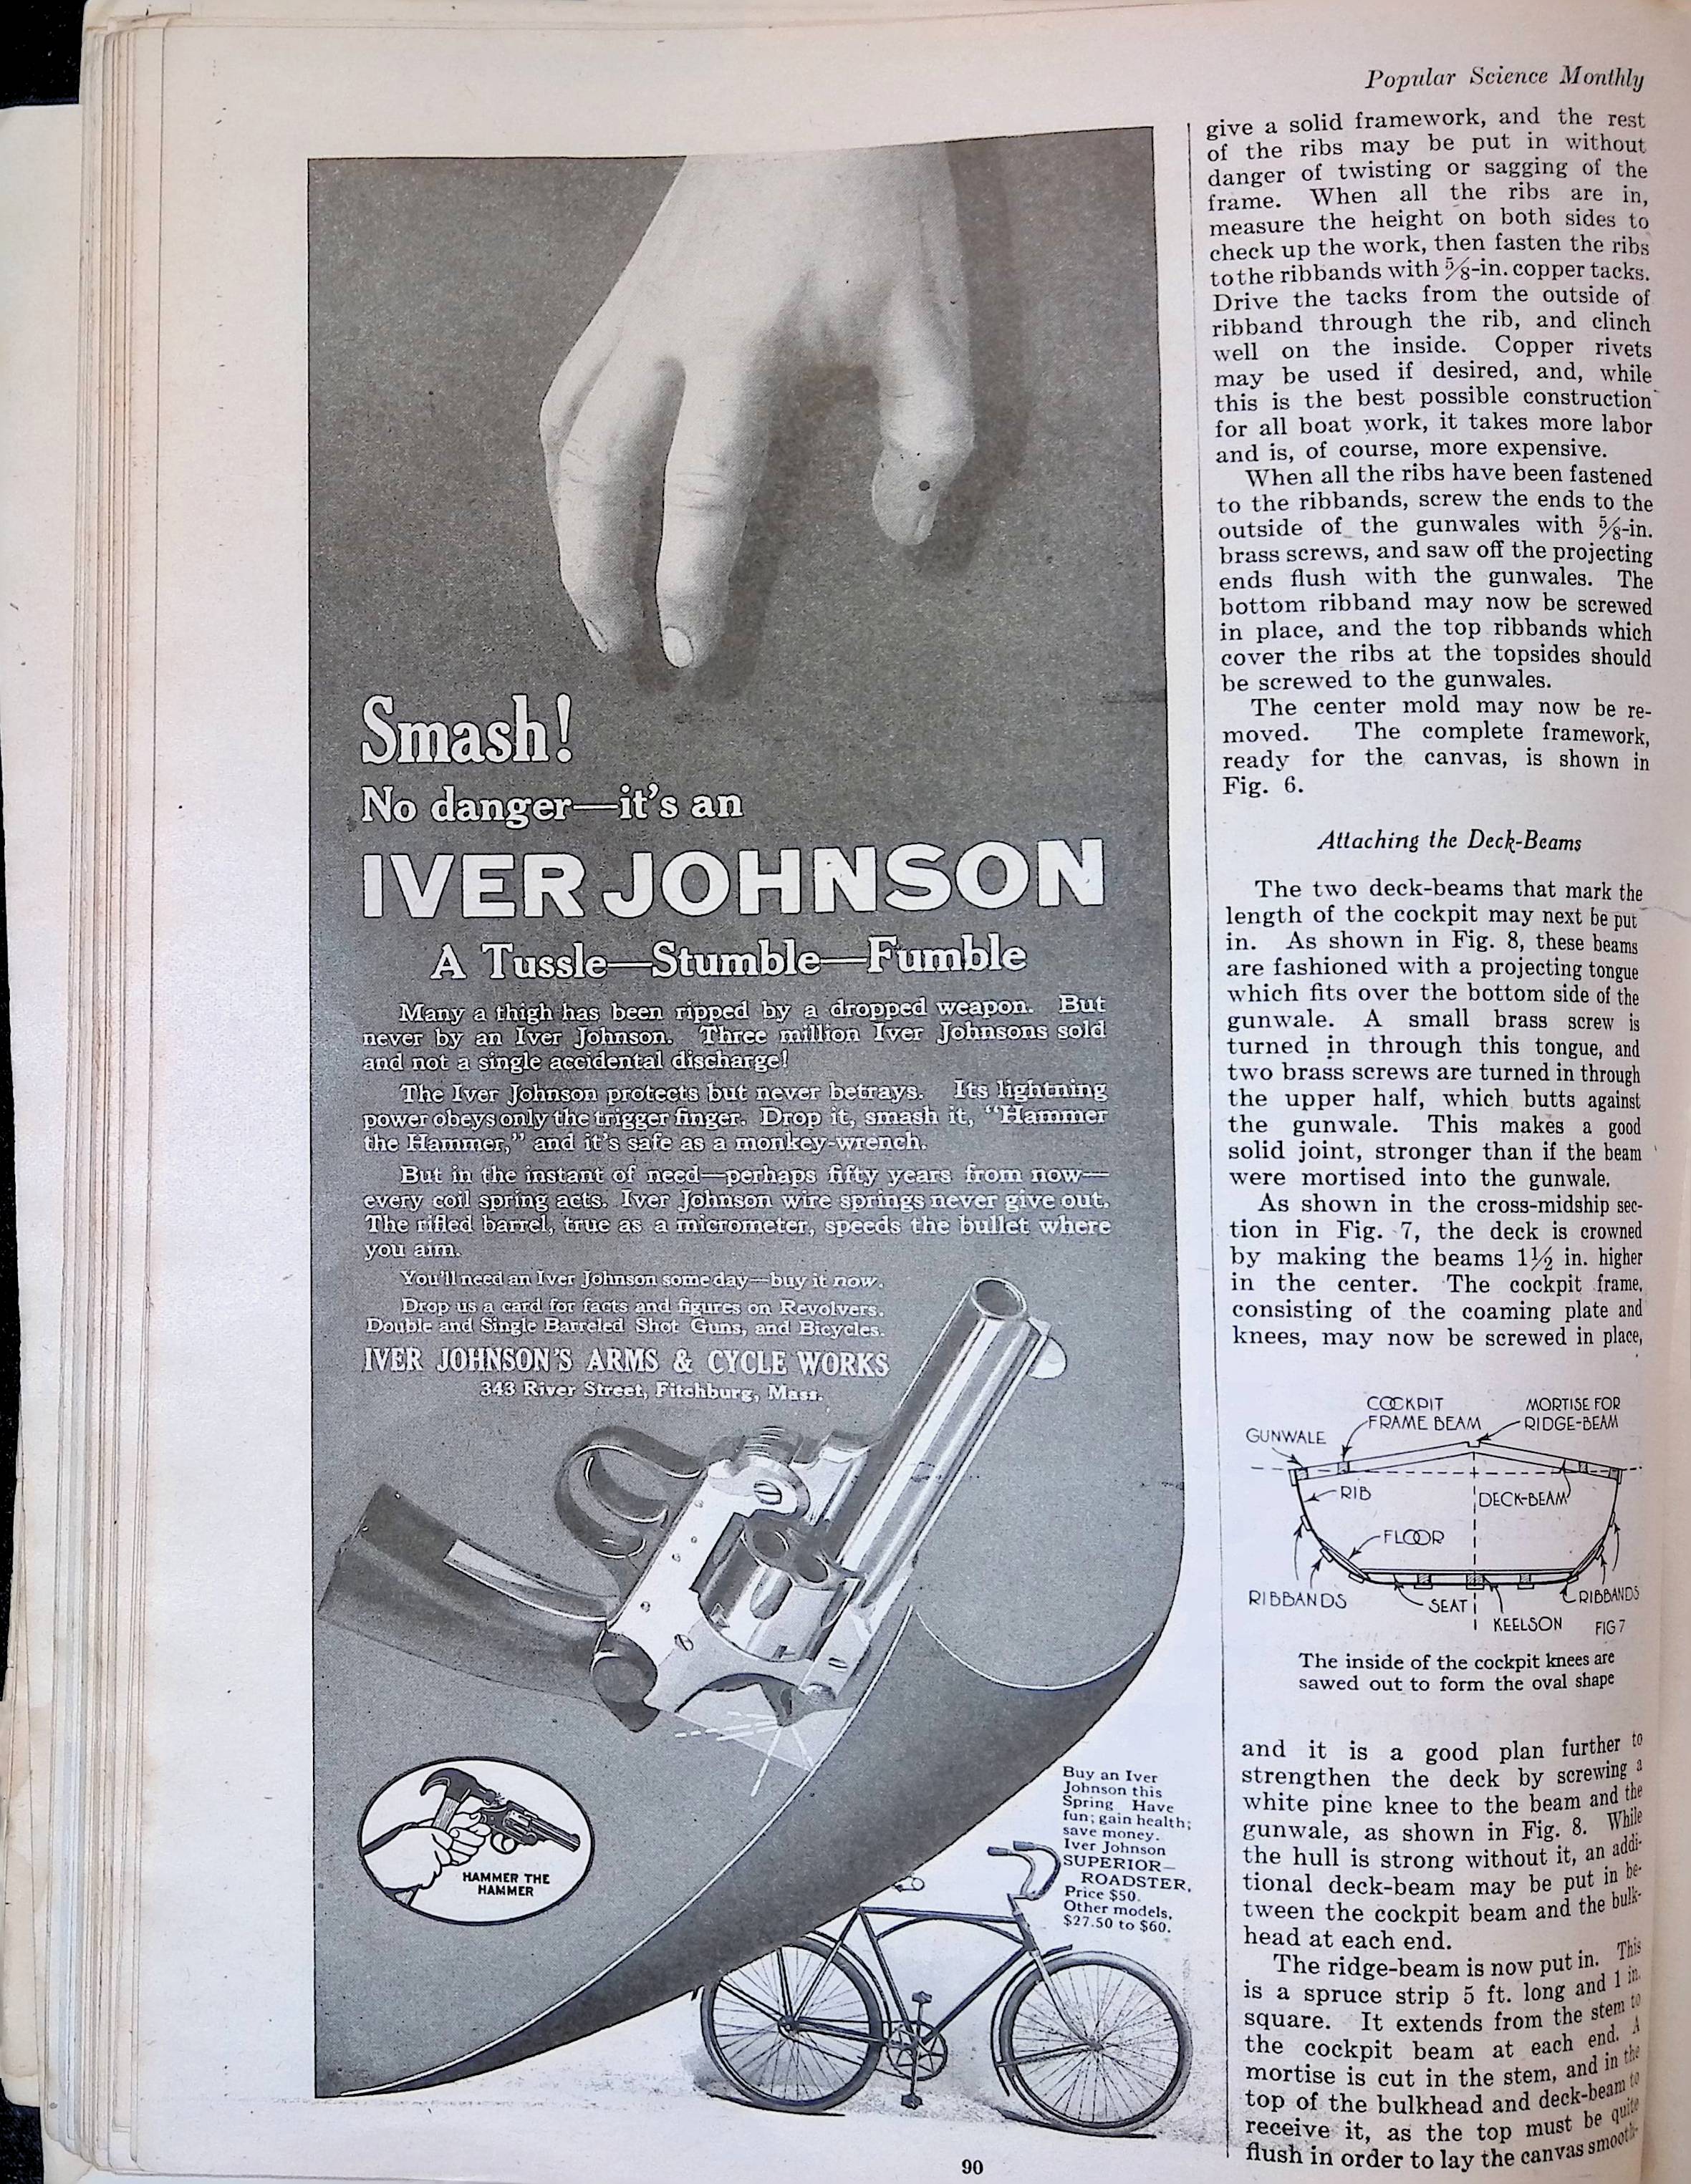 Popular Science Monthly
Smash!
No danger—it's an
IVER JOHNSON
A Tussle—Stumble—Fumble
Many a thigh has been ripped by a dropped weapon. But
never by an Iver Johnson. Three million Iver Johnsons sold
and not a single accidental discharge!
The Iver Johnson protects but never betrays. Its lightning
power obeys only the trigger finger. Drop it, smash it, "Hammer
the Hammer," and it's safe as a monkey-wrench.
But in the instant of need—perhaps fifty years from now—
every coil spring acts. Iver Johnson wire springs never give out.
The rifled barrel, true as a micrometer, speeds the bullet where
you aim.
You'll need an Iver Johnson some day—buy it now.
Drop us a card for facts and figures on Revolvers.
Double and Single Barreled Shot Guns, and Bicycles.
IVER JOHNSON'S ARMS & CYCLE WORKS
343 River Street, Fitchburg, Mass.
HAMMER THE
HAMMER
Buy an Iver
Johnson this
Spring Have
fun; gain health;
save money.
Iver Johnson
SUPERIOR—
ROADSTER,
Price $50.
Other models,
$27.50 to $60.
give a solid framework, and the rest
of the ribs may be put in without
danger of twisting or sagging of the
frame. When all the ribs are in,
measure the height on both sides to
check up the work, then fasten the ribs
to the ribbands with 5/8-in. copper tacks.
Drive the tacks from the outside of
ribband through the rib, and clinch
well on the inside. Copper rivets
may be used if desired, and, while
this is the best possible construction
for all boat work, it takes more labor
and is, of course, more expensive.
When all the ribs have been fastened
to the ribbands, screw the ends to the
outside of the gunwales with 5/8-in.
brass screws, and saw off the projecting
ends flush with the gunwales. The
bottom ribband may now be screwed
in place, and the top ribbands which
cover the ribs at the topsides should
be screwed to the gunwales.
The center mold may now be re-
moved. The complete framework,
ready for the canvas, is shown in
Fig. 6.
Attaching the Deck-Beams
The two deck-beams that mark the
length of the cockpit may next be put
in. As shown in Fig. 8, these beams
are fashioned with a projecting tongue
which fits over the bottom side of the
gunwale. A small brass screw is
turned in through this tongue, and
two brass screws are turned in through
the upper half, which butts against
the gunwale. This makes a good
solid joint, stronger than if the beam
were mortised into the gunwale.
As shown in the cross-midship sec-
tion in Fig. 7, the deck is crowned
by making the beams 1½ in. higher
in the center. The cockpit frame,
consisting of the coaming plate and
knees, may now be screwed in place,
COCKPIT
FRAME BEAM
MORTISE FOR
RIDGE-BEAM
GUNWALE
RIB
DECK-BEAM
FLOOR
RIBBANDS
SEAT
KEELSON
RIBBANDS
FIG 7
The inside of the cockpit knees are
sawed out to form the oval shape
and it is a good plan further to
strengthen the deck by screwing a
white pine knee to the beam and the
gunwale, as shown in Fig. 8. While
the hull is strong without it, an addi-
tional deck-beam may be put in be-
tween the cockpit beam and the bulk-
head at each end.
The ridge-beam is now put in. This
is a spruce strip 5 ft. long and 1 in.
square. It extends from the stem to
the cockpit beam at each end. A
mortise is cut in the stem, and in the
top of the bulkhead and deck-beam to
receive it, as the top must be quite
flush in order to lay the canvas smooth-
90